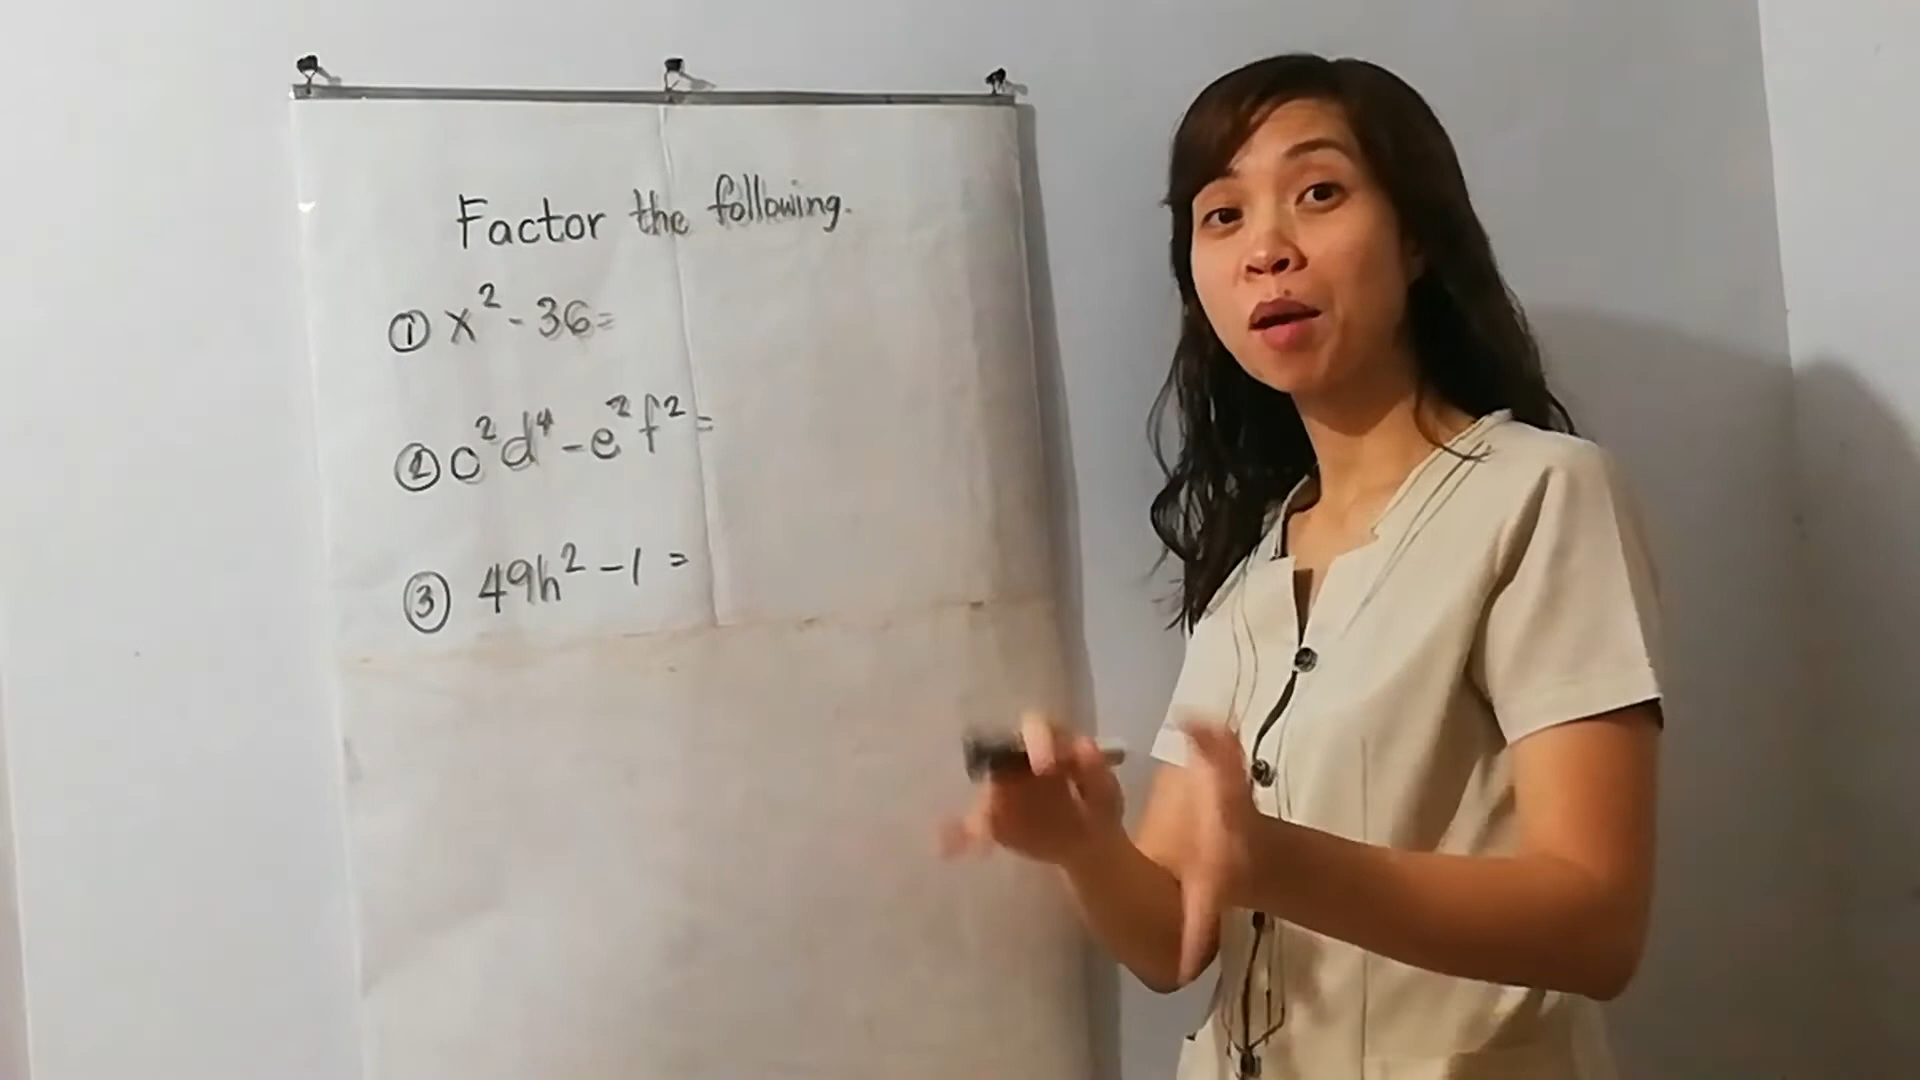 Factor the following.
① x² - 36 =
② c²d⁴ - e²f² =
③ 49h² - 1 =